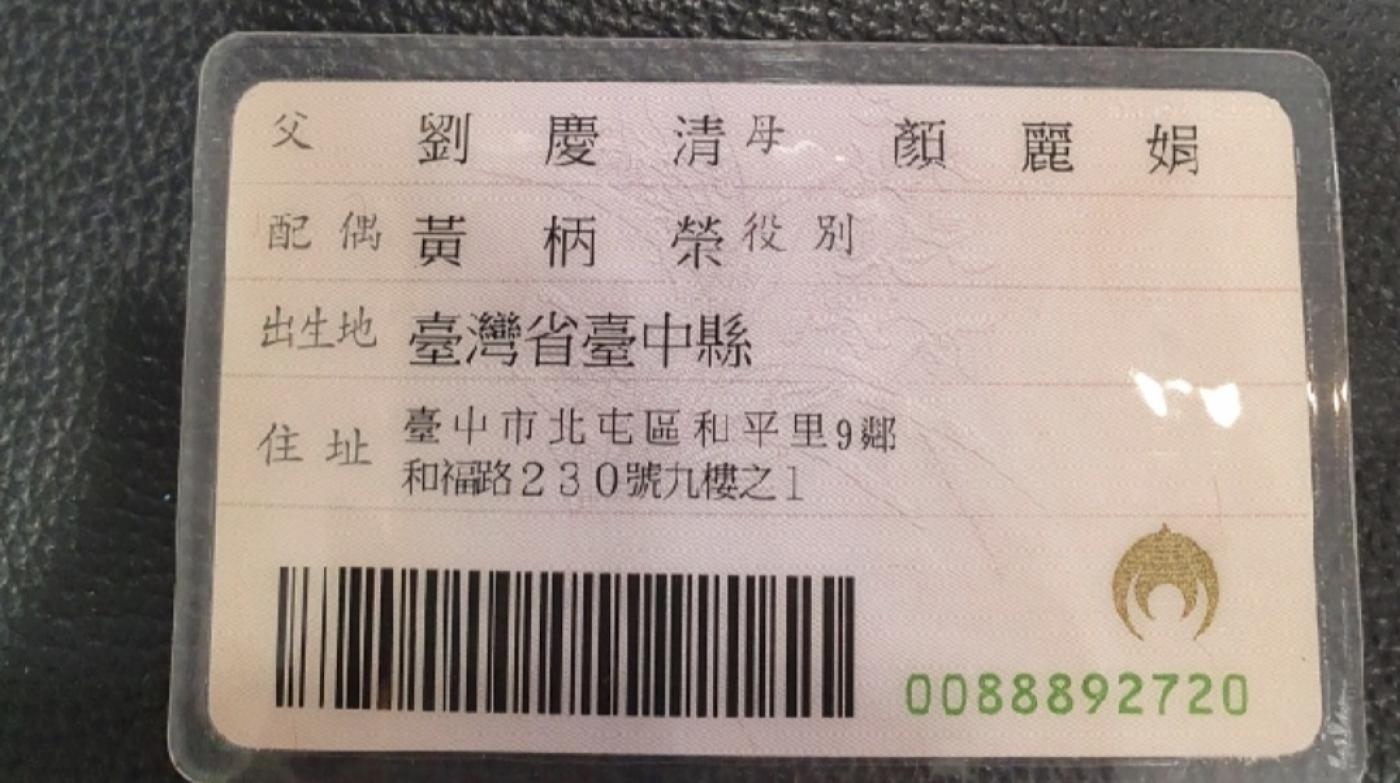 父 劉慶清 母 顏麗娟
配偶 黃柄榮 役別
出生地 臺灣省臺中縣
住址 臺中市北屯區和平里9鄰
和福路230號九樓之1
0088892720